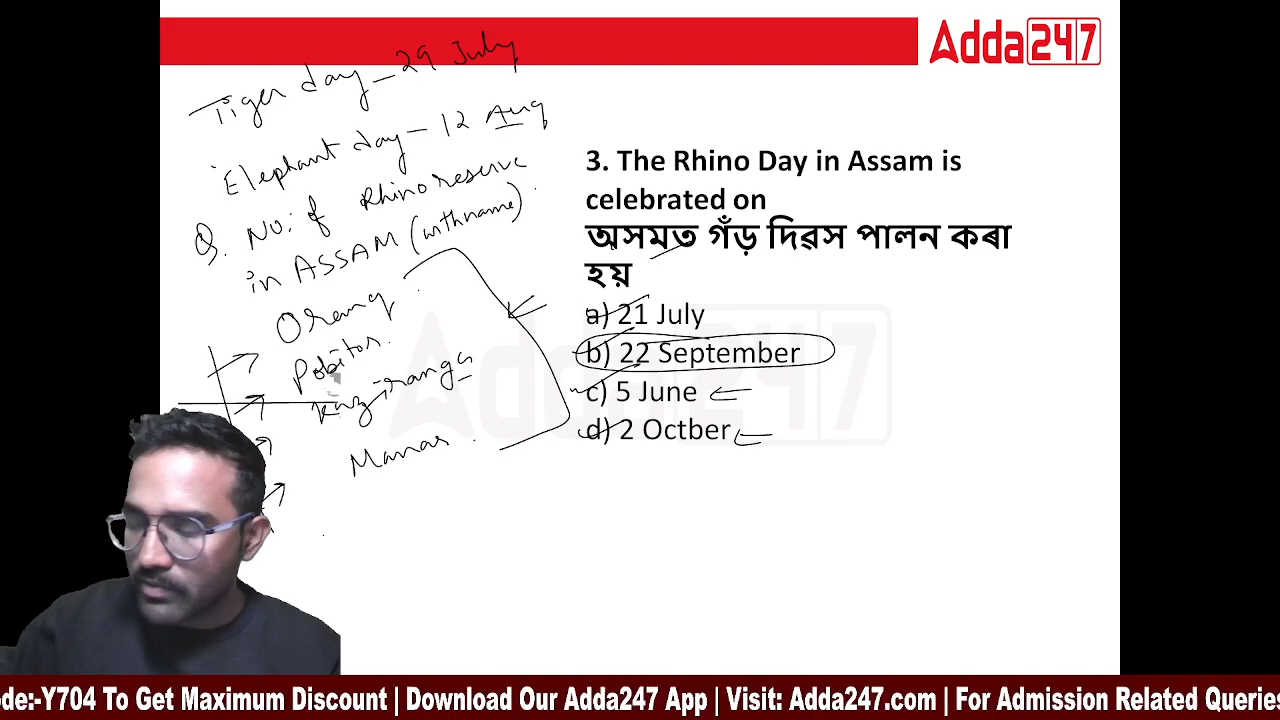 Adda247
Tiger day - 29 July
Elephant day - 12 Aug
Q. No: of Rhino reserve
in ASSAM (with name)
Orang
Pobitor
Kaziranga
Manas
3. The Rhino Day in Assam is
celebrated on
অসমত গঁড় দিৱস পালন কৰা
হয়
a) 21 July
b) 22 September
c) 5 June
d) 2 Octber
Adda247
de:-Y704 To Get Maximum Discount | Download Our Adda247 App | Visit: Adda247.com | For Admission Related Queries